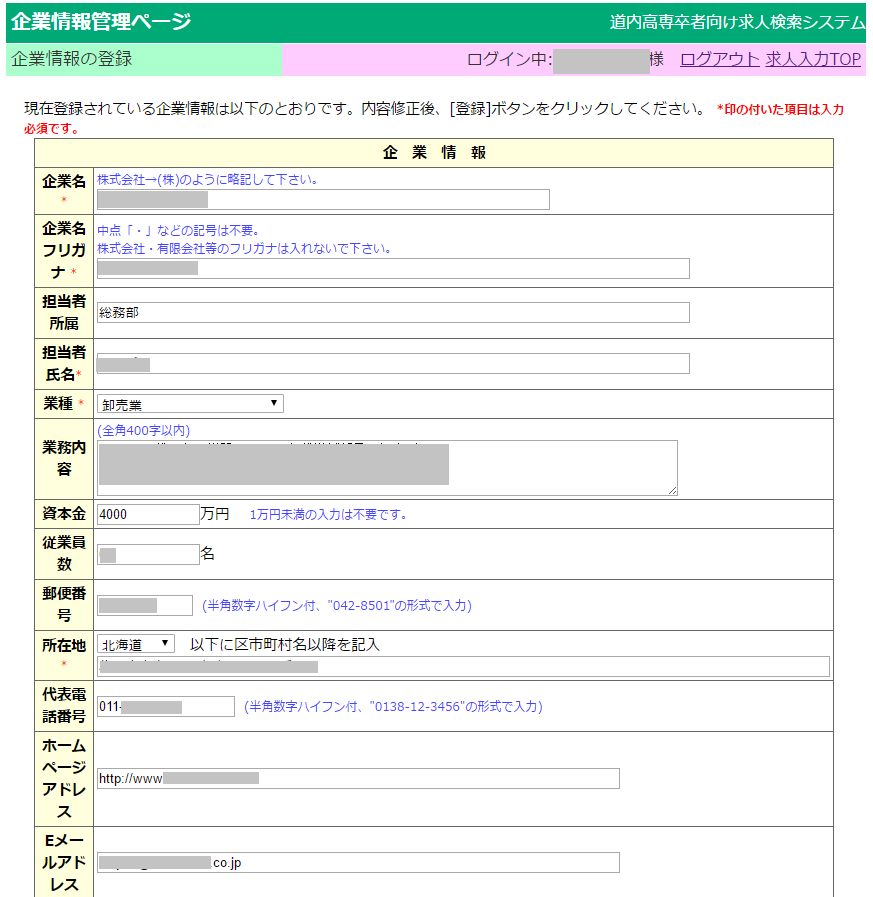 企業情報管理ページ 道内高専卒者向け求人検索システム
企業情報の登録 ログイン中: 様 ログアウト 求人入力TOP
現在登録されている企業情報は以下のとおりです。内容修正後、[登録]ボタンをクリックしてください。 *印の付いた項目は入力
必須です。
企 業 情 報
企業名
*
株式会社→(株)のように略記して下さい。
企業名
フリガ
ナ *
中点「・」などの記号は不要。
株式会社・有限会社等のフリガナは入れないで下さい。
担当者
所属
総務部
担当者
氏名*
業種 * 卸売業 ▼
業務内
容
(全角400字以内)
資本金 4000 万円 1万円未満の入力は不要です。
従業員
数
名
郵便番
号
(半角数字ハイフン付、"042-8501"の形式で入力)
所在地
*
北海道 ▼ 以下に区市町村名以降を記入
代表電
話番号
011- (半角数字ハイフン付、"0138-12-3456"の形式で入力)
ホーム
ページ
アドレ
ス
http://www
Eメー
ルアド
レス
.co.jp